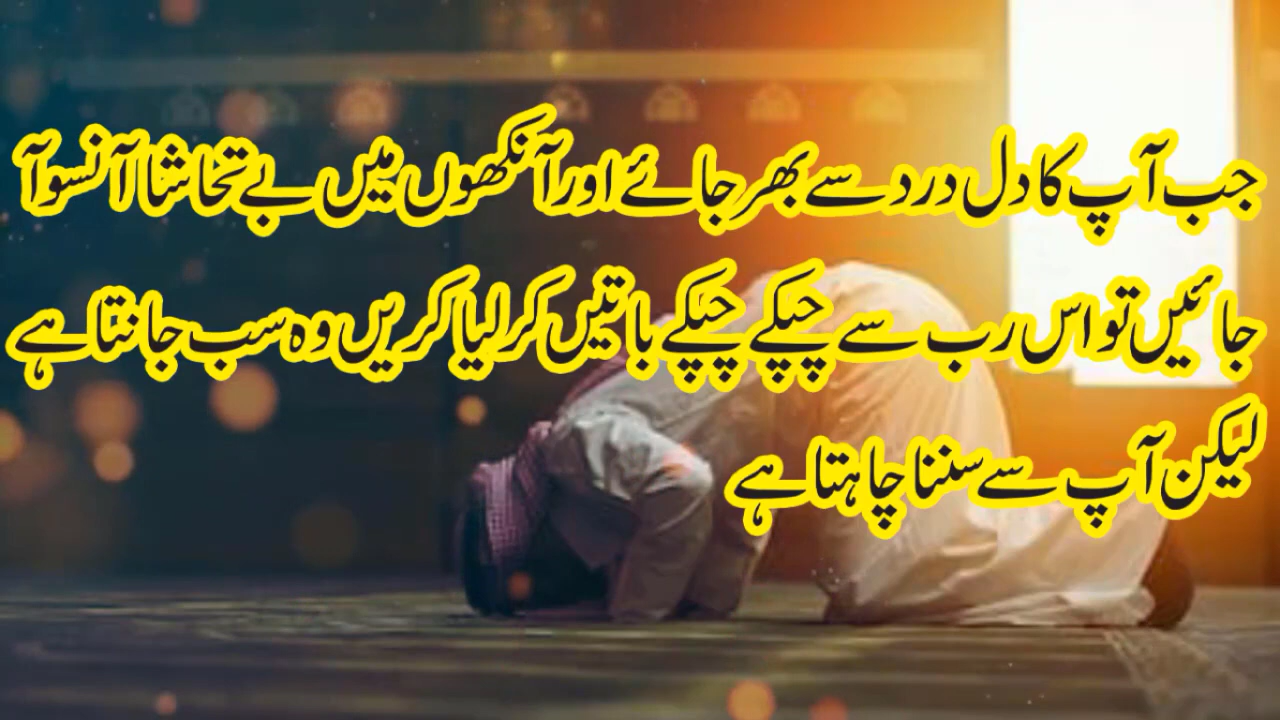 جب آپ کا دل درد سے بھر جائے اور آنکھوں میں بے تحاشا آنسو آ
جائیں تو اس رب سے چپکے چپکے باتیں کر لیا کریں وہ سب جانتا ہے
لیکن آپ سے سننا چاہتا ہے